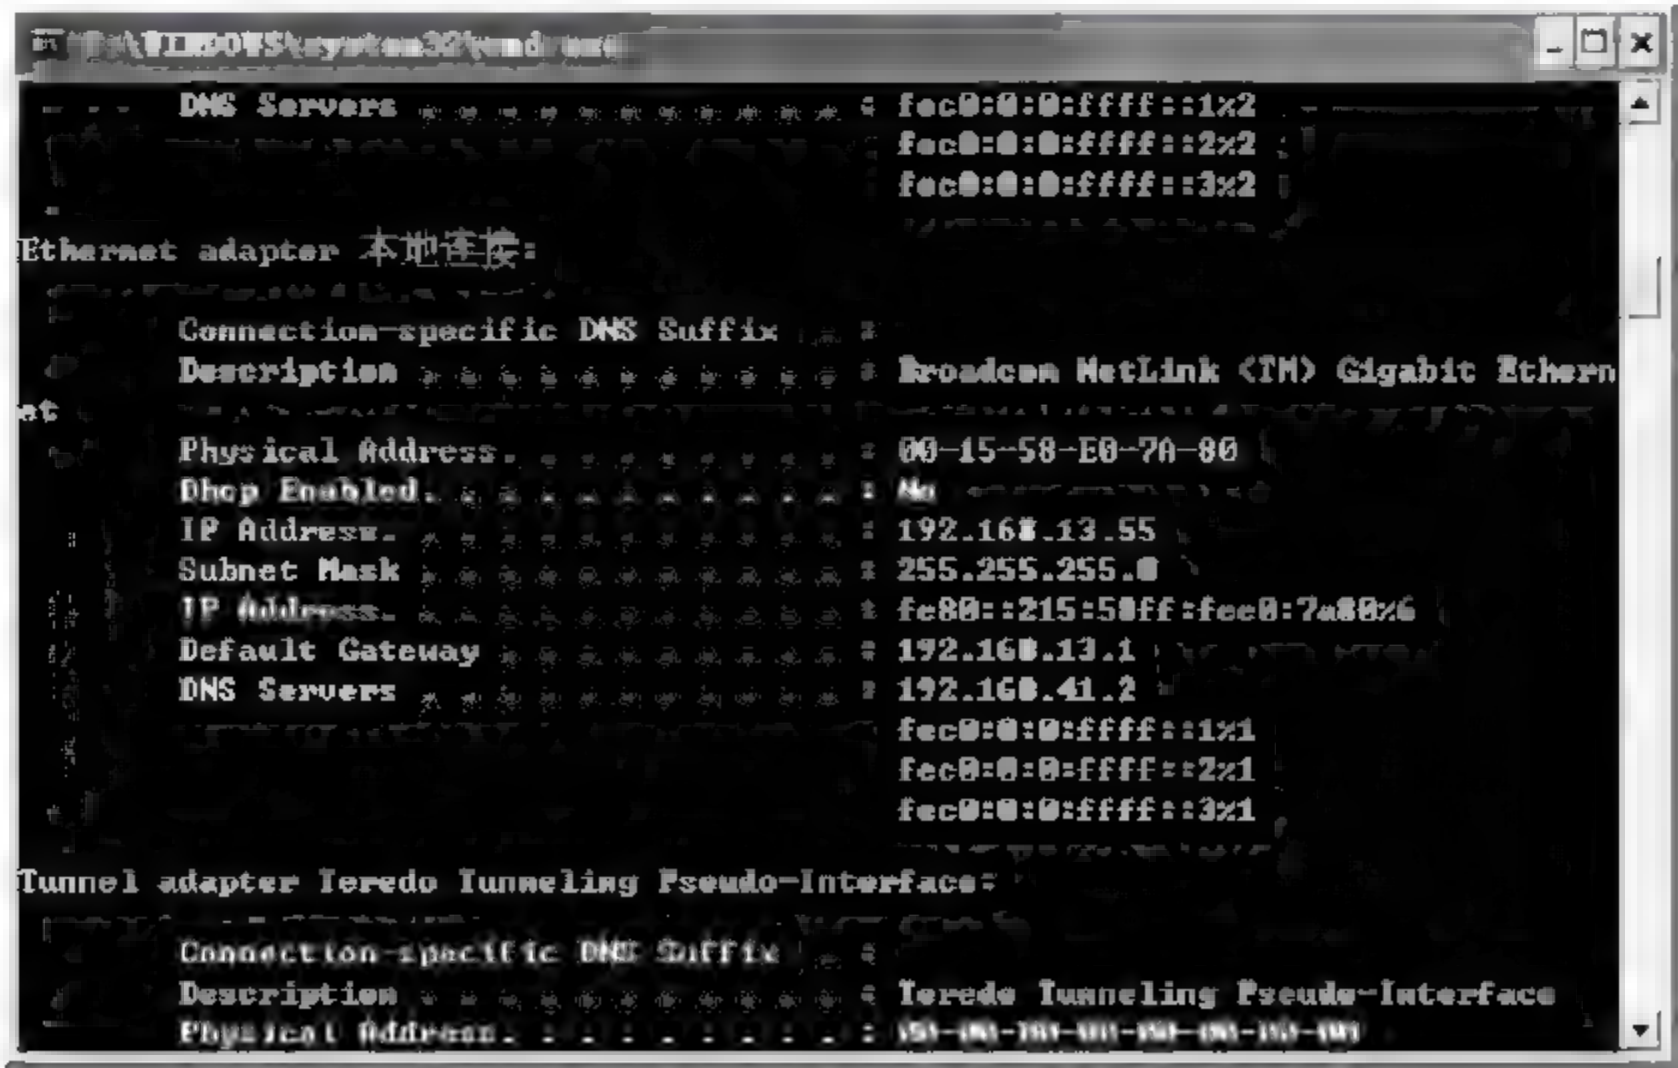 C:\WINDOWS\system32\cmd.exe
DNS Servers . . . . . . . . . . . : fec0:0:0:ffff::1%2
fec0:0:0:ffff::2%2
fec0:0:0:ffff::3%2
Ethernet adapter 本地连接:
Connection-specific DNS Suffix . :
Description . . . . . . . . . . . : Broadcom NetLink (TM) Gigabit Ethern
et
Physical Address. . . . . . . . . : 00-15-58-E0-7A-80
Dhcp Enabled. . . . . . . . . . . : No
IP Address. . . . . . . . . . . . : 192.168.13.55
Subnet Mask . . . . . . . . . . . : 255.255.255.0
IP Address. . . . . . . . . . . . : fe80::215:58ff:fee0:7a80%6
Default Gateway . . . . . . . . . : 192.168.13.1
DNS Servers . . . . . . . . . . . : 192.168.41.2
fec0:0:0:ffff::1%1
fec0:0:0:ffff::2%1
fec0:0:0:ffff::3%1
Tunnel adapter Teredo Tunneling Pseudo-Interface:
Connection-specific DNS Suffix . :
Description . . . . . . . . . . . : Teredo Tunneling Pseudo-Interface
Physical Address. . . . . . . . . :